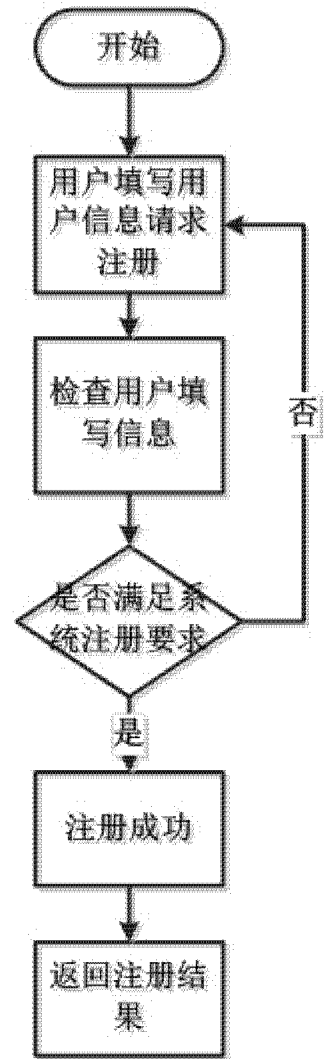 开始
用户填写用
户信息请求
注册
检查用户填
写信息
否
是否满足系
统注册要求
是
注册成功
返回注册结
果